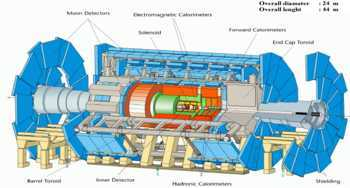 Overall diameter : 24 m
Overall lenght : 44 m
Muon Detectors
Electromagnetic Calorimeters
Solenoid
Forward Calorimeters
End Cap Toroid
Barrel Toroid
Inner Detector
Hadronic Calorimeters
Shielding